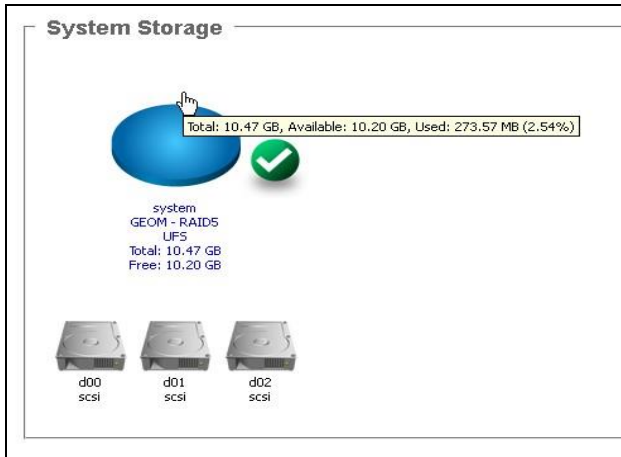 System Storage
Total: 10.47 GB, Available: 10.20 GB, Used: 273.57 MB (2.54%)
system
GEOM - RAID5
UFS
Total: 10.47 GB
Free: 10.20 GB
d00 d01 d02
scsi scsi scsi